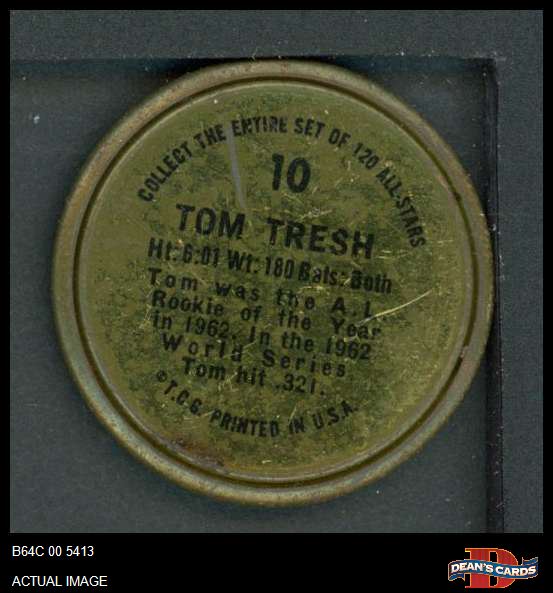 COLLECT THE ENTIRE SET OF 120 ALL-STARS
10
TOM TRESH
Ht: 6:01 Wt: 180 Bats: Both
Tom was the A.L.
Rookie of the Year
in 1962. In the 1962
World Series
Tom hit .321.
©T.C.G. PRINTED IN U.S.A.
B64C 00 5413
ACTUAL IMAGE
D
DEAN'S CARDS